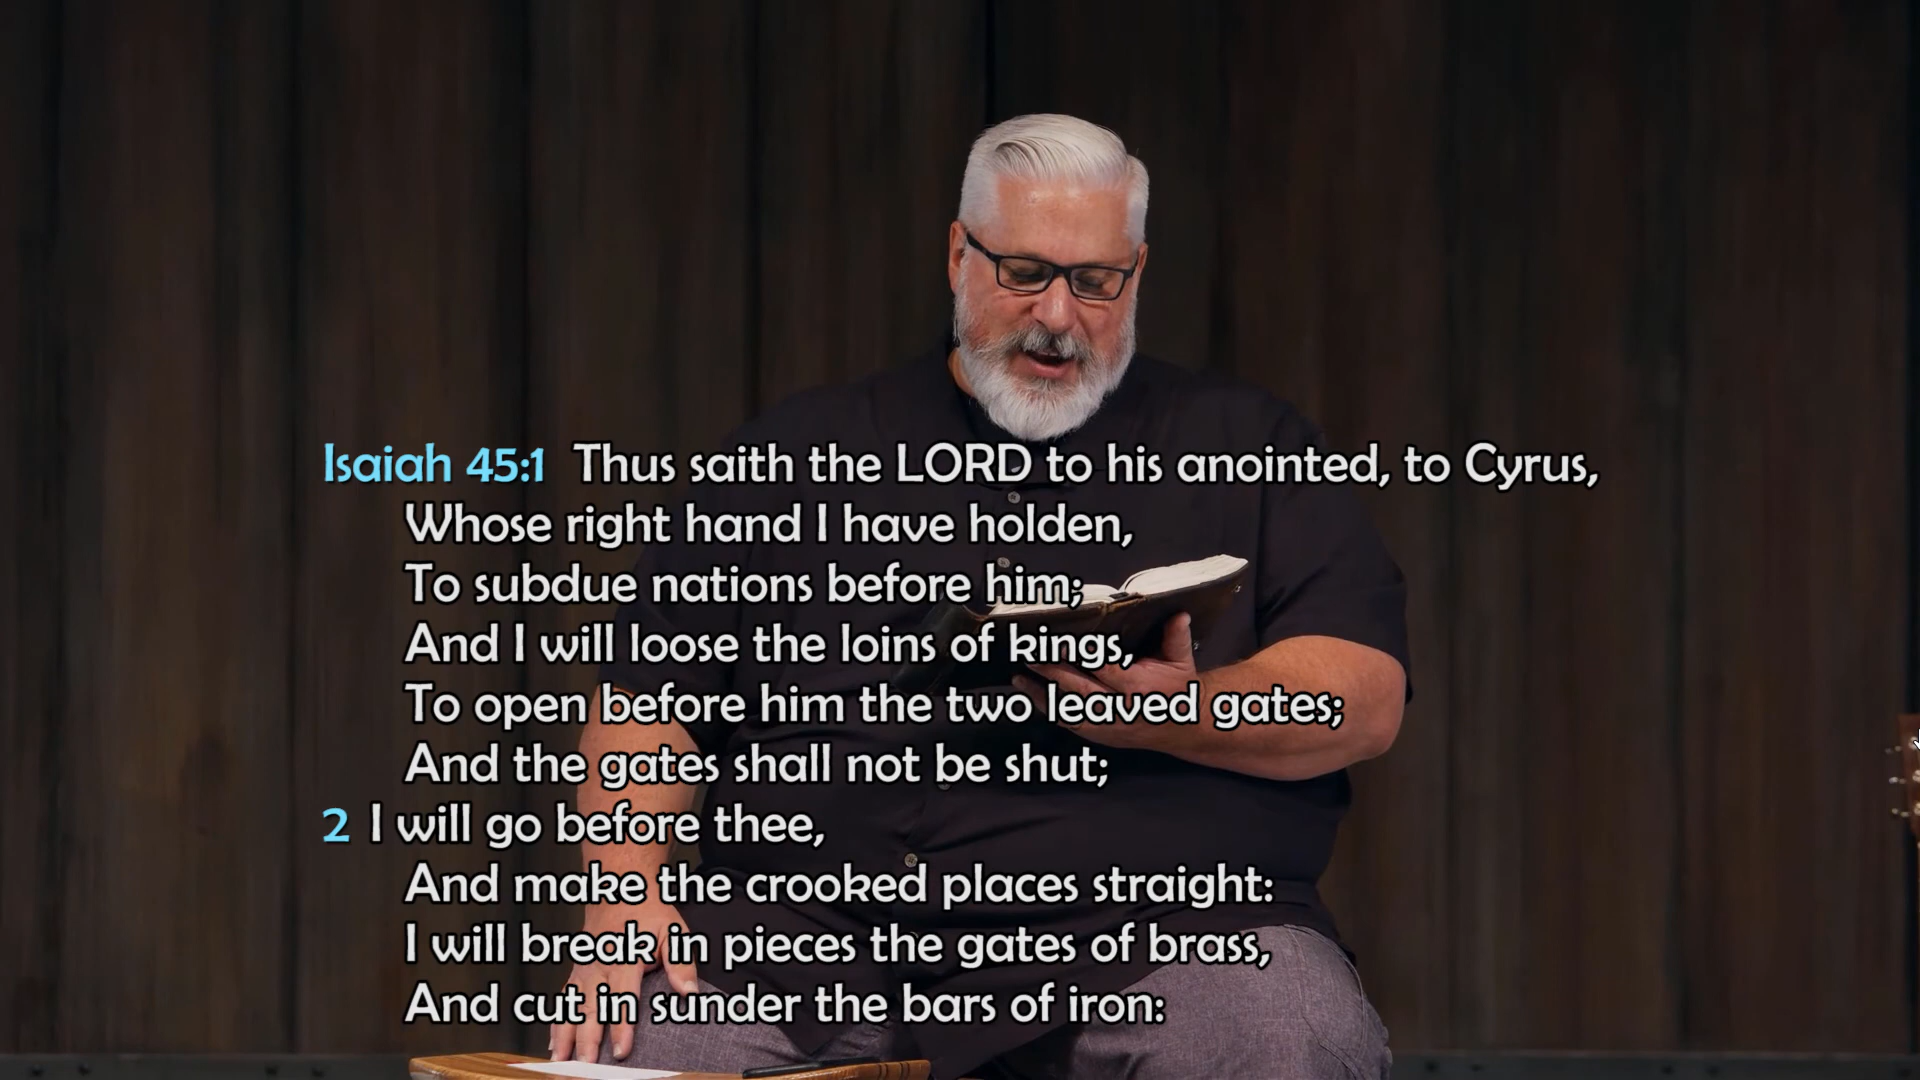 Isaiah 45:1 Thus saith the LORD to his anointed, to Cyrus,
Whose right hand I have holden,
To subdue nations before him;
And I will loose the loins of kings,
To open before him the two leaved gates;
And the gates shall not be shut;
2 I will go before thee,
And make the crooked places straight:
I will break in pieces the gates of brass,
And cut in sunder the bars of iron: